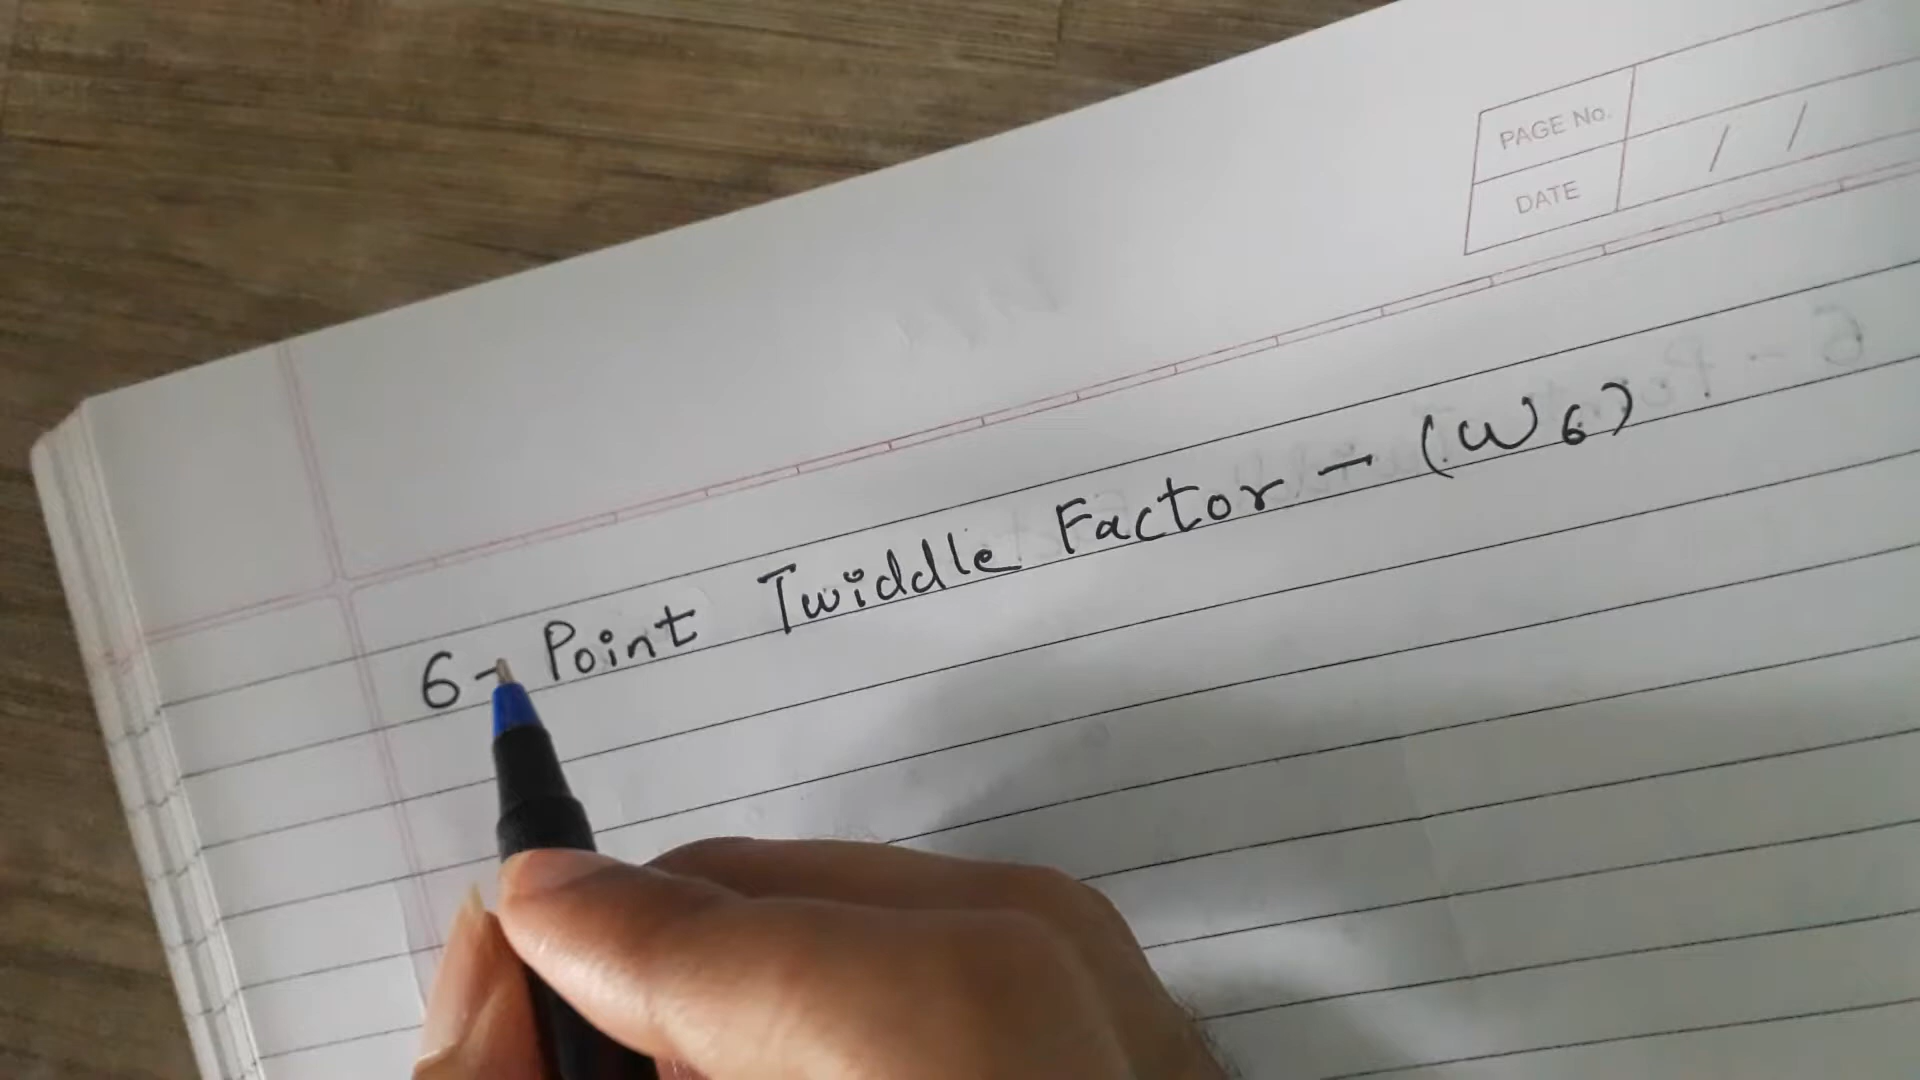 PAGE No.
DATE / /
6-Point Twiddle Factor - (W6)